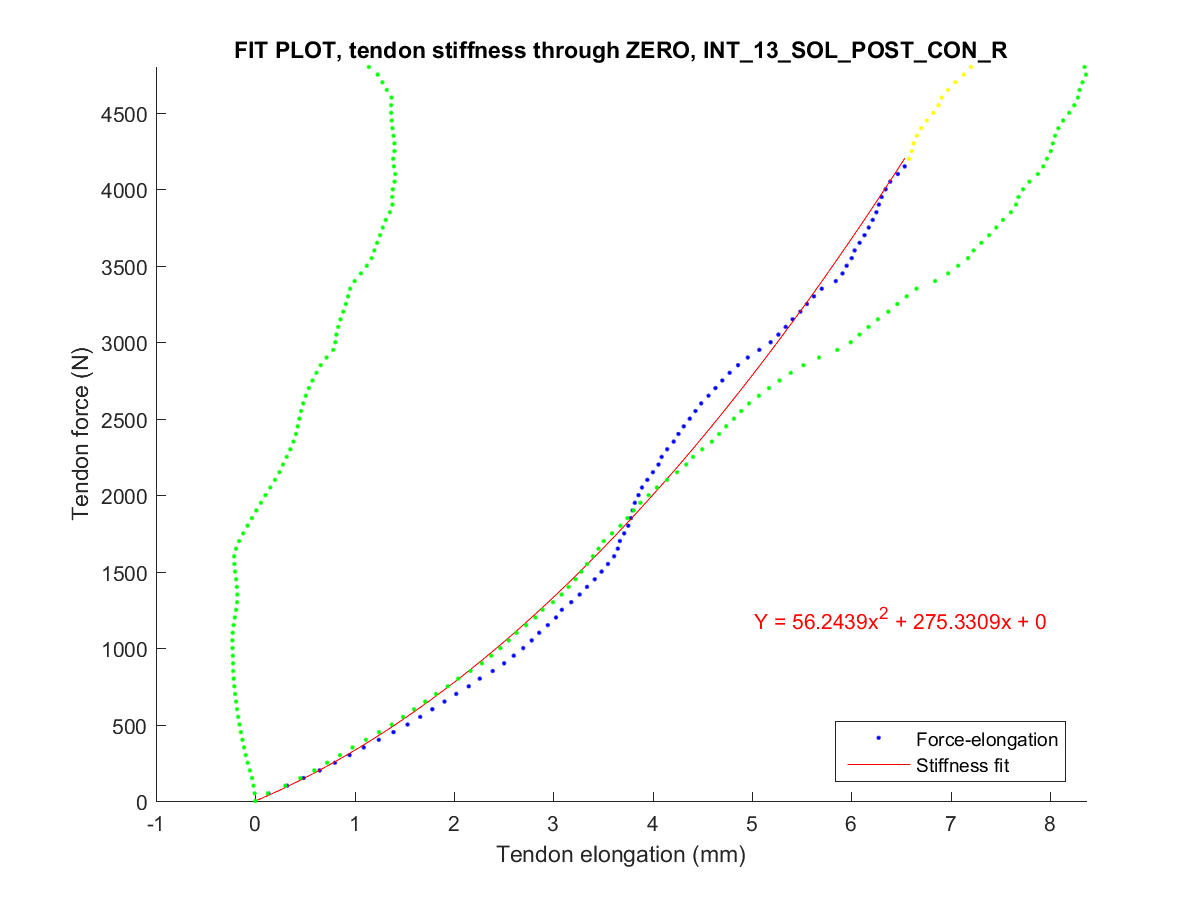 FIT PLOT, tendon stiffness through ZERO, INT_13_SOL_POST_CON_R
4500
4000
3500
3000
2500
2000
1500
1000
500
0
Tendon force (N)
Y = 56.2439x² + 275.3309x + 0
Force-elongation
Stiffness fit
-1 0 1 2 3 4 5 6 7 8
Tendon elongation (mm)